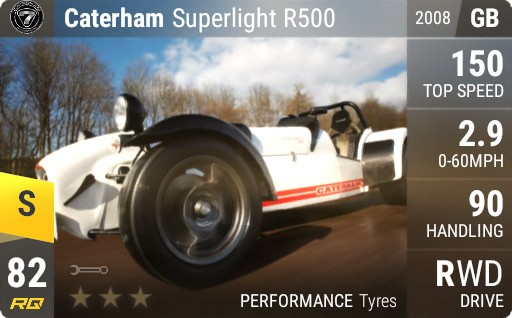 Caterham Superlight R500
2008 GB
150
TOP SPEED
2.9
0-60MPH
90
HANDLING
RWD
DRIVE
S
82
RQ
CATERHAM
PERFORMANCE Tyres